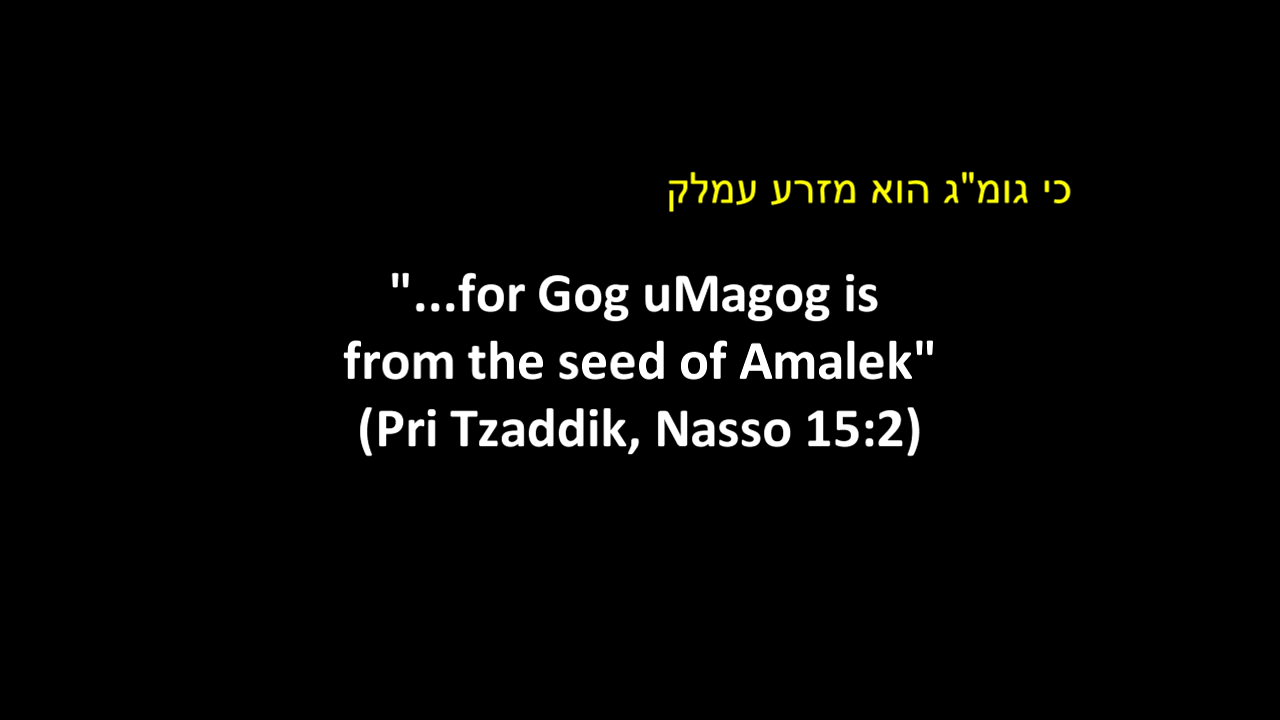 כי גומ"ג הוא מזרע עמלק
"...for Gog uMagog is
from the seed of Amalek"
(Pri Tzaddik, Nasso 15:2)